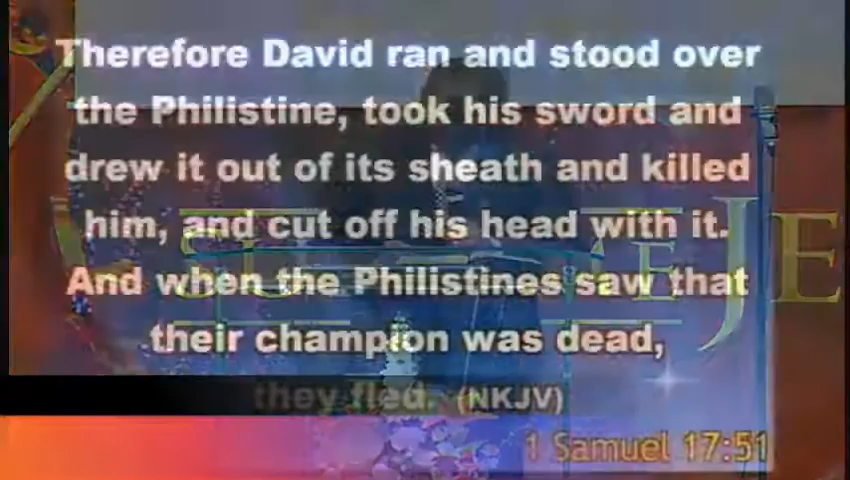 Therefore David ran and stood over
the Philistine, took his sword and
drew it out of its sheath and killed
him, and cut off his head with it.
And when the Philistines saw that
their champion was dead,
they fled. (NKJV)
1 Samuel 17:51
JE